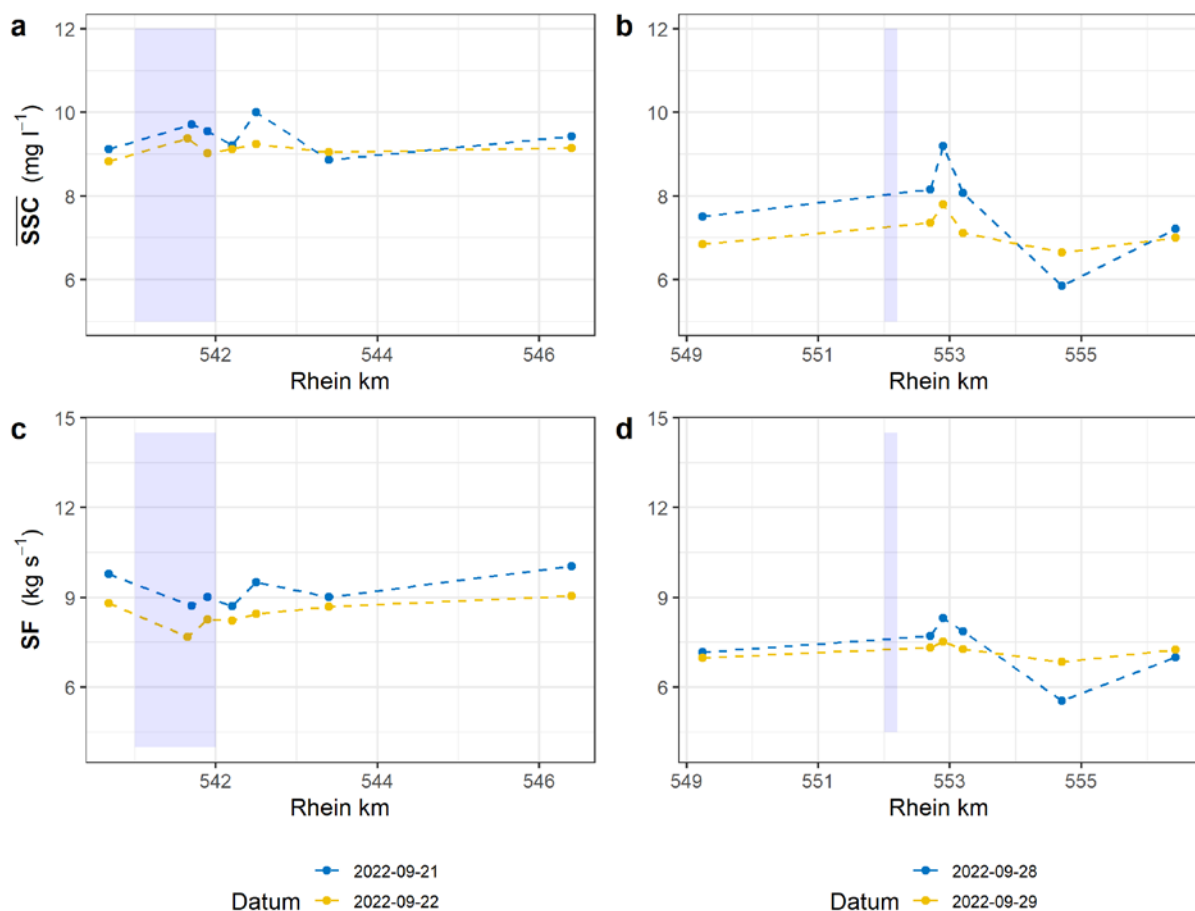 a
12
10
8
6
SSC (mg l⁻¹)
542
544
546
Rhein km
b
12
10
8
6
549
551
553
555
Rhein km
c
15
12
9
6
SF (kg s⁻¹)
542
544
546
Rhein km
d
15
12
9
6
549
551
553
555
Rhein km
Datum
2022-09-21
2022-09-22
Datum
2022-09-28
2022-09-29